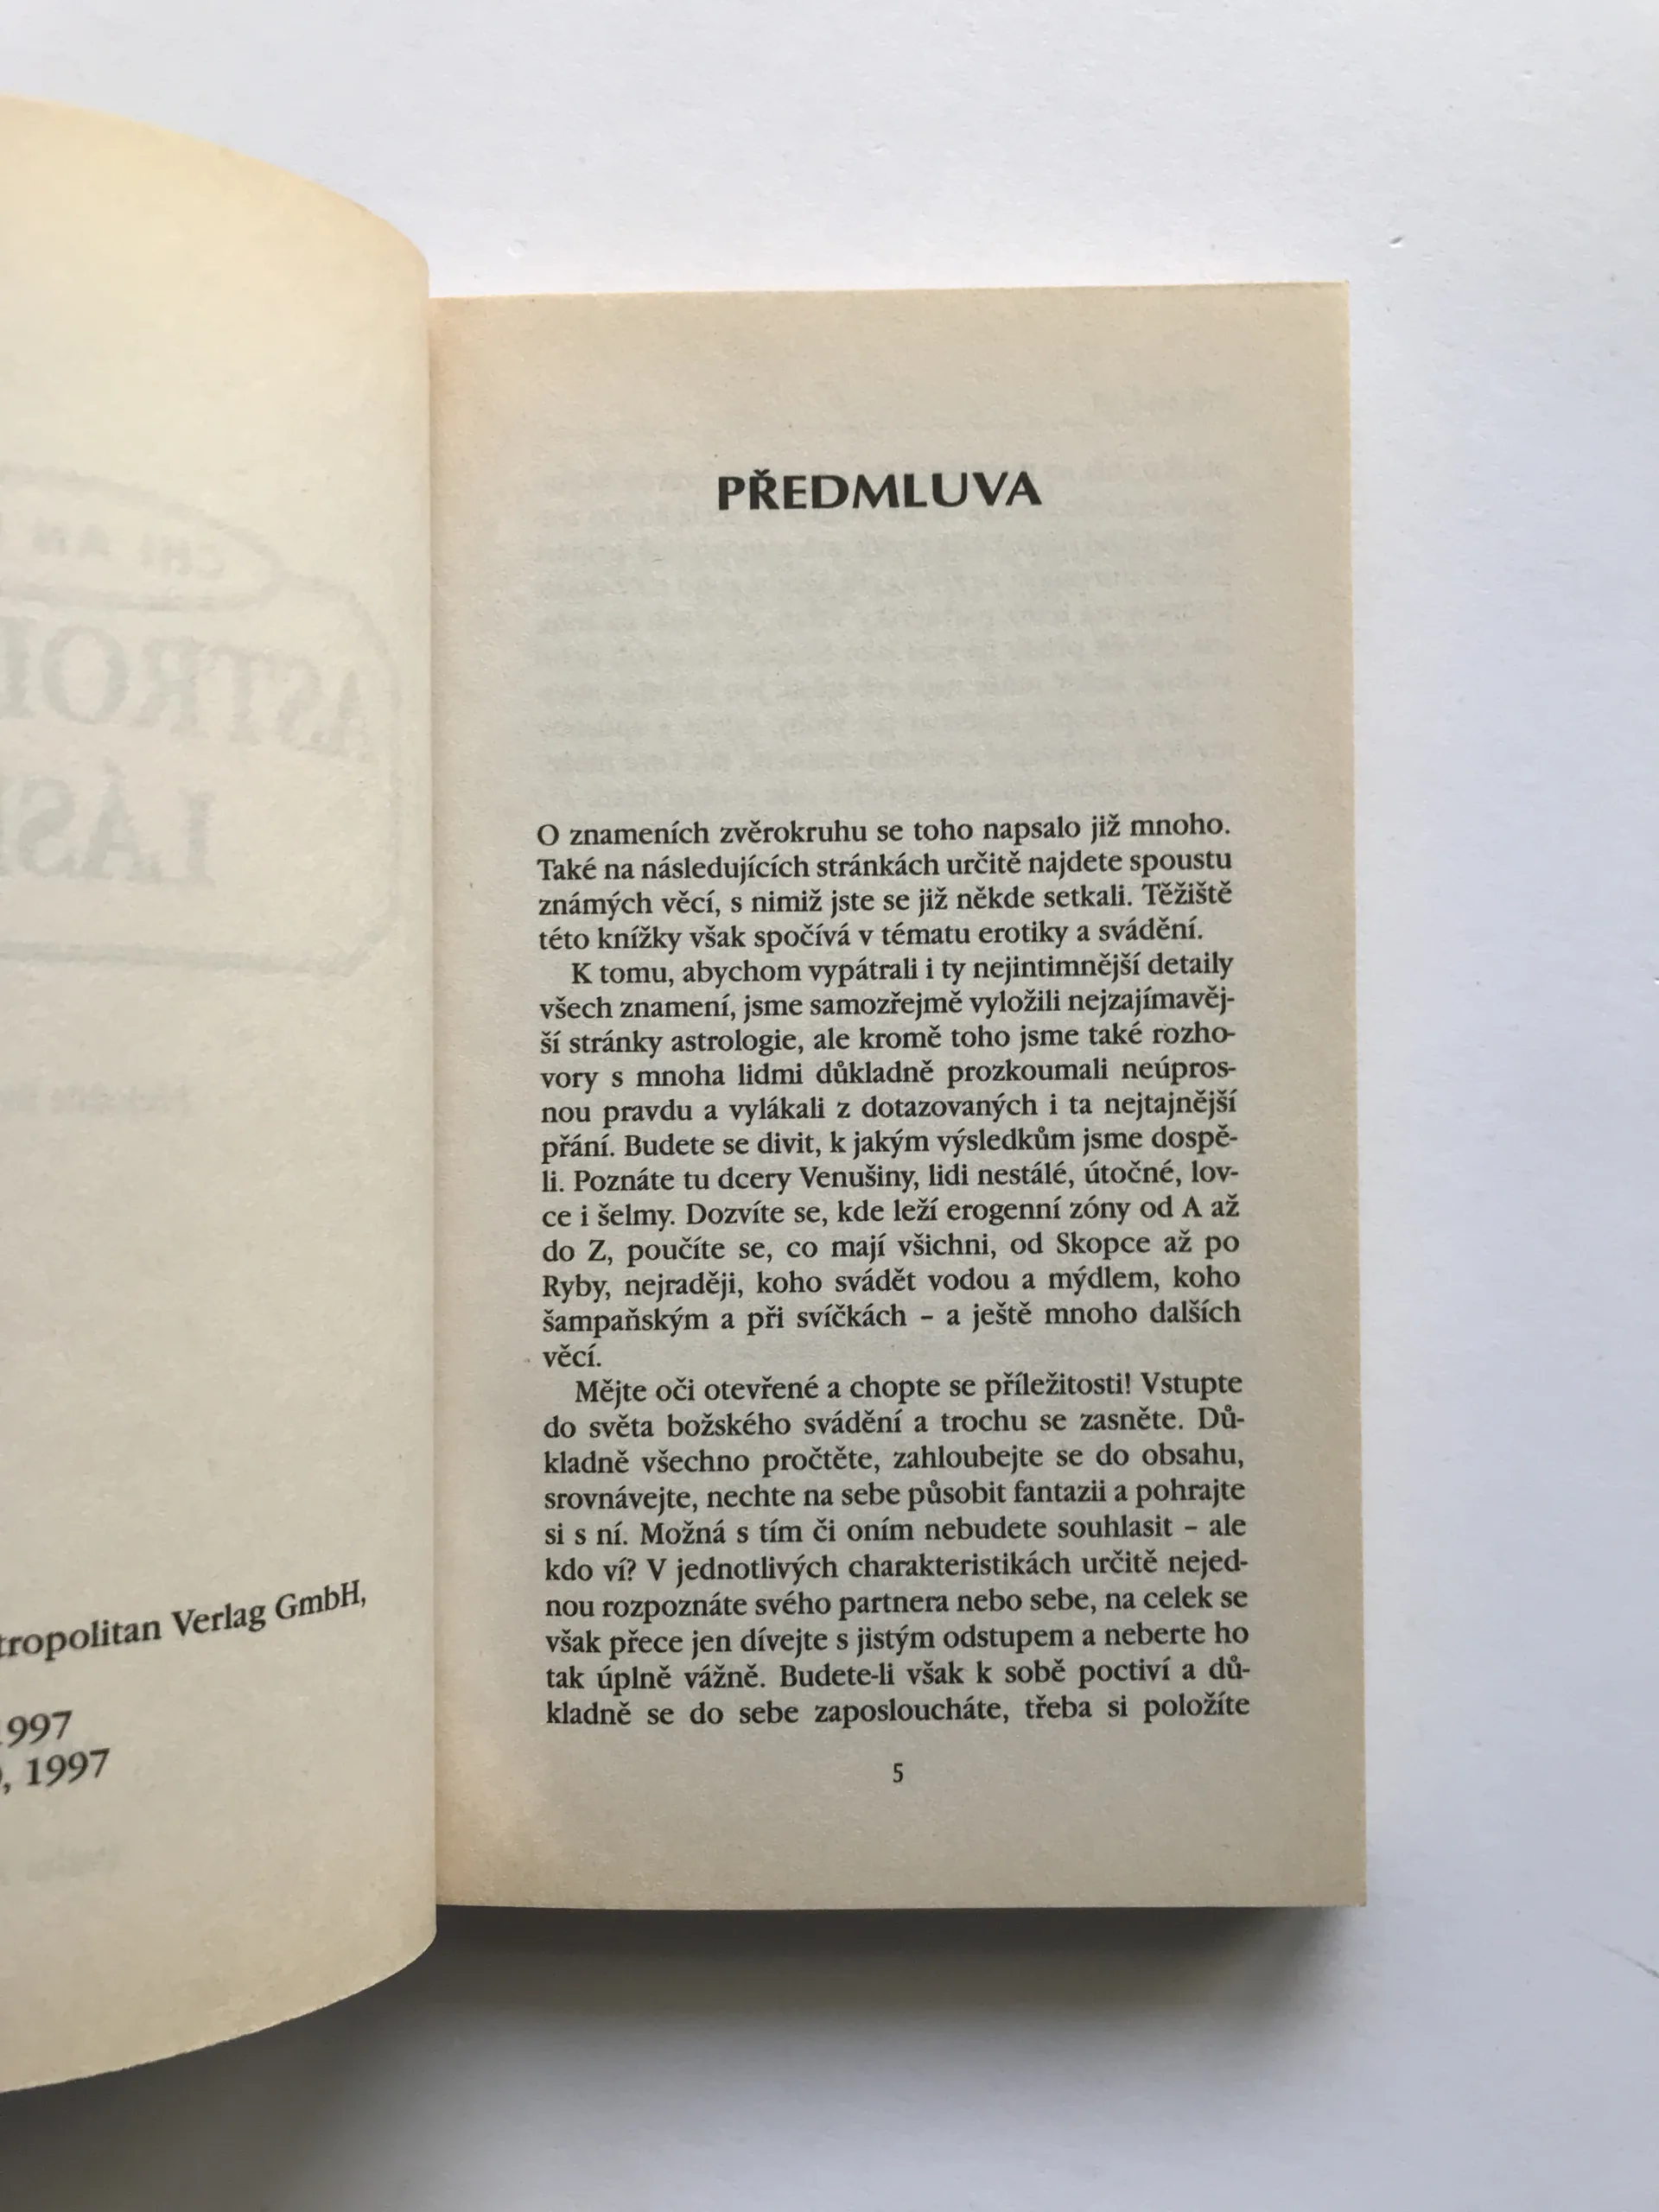 tropolitan Verlag GmbH,
1997
, 1997
PŘEDMLUVA
O znameních zvěrokruhu se toho napsalo již mnoho.
Také na následujících stránkách určitě najdete spoustu
známých věcí, s nimiž jste se již někde setkali. Těžiště
této knížky však spočívá v tématu erotiky a svádění.
K tomu, abychom vypátrali i ty nejintimnější detaily
všech znamení, jsme samozřejmě vyložili nejzajímavěj-
ší stránky astrologie, ale kromě toho jsme také rozho-
vory s mnoha lidmi důkladně prozkoumali neúpros-
nou pravdu a vylákali z dotazovaných i ta nejtajnější
přání. Budete se divit, k jakým výsledkům jsme dospě-
li. Poznáte tu dcery Venušiny, lidi nestálé, útočné, lov-
ce i šelmy. Dozvíte se, kde leží erogenní zóny od A až
do Z, poučíte se, co mají všichni, od Skopce až po
Ryby, nejraději, koho svádět vodou a mýdlem, koho
šampaňským a při svíčkách – a ještě mnoho dalších
věcí.
Mějte oči otevřené a chopte se příležitosti! Vstupte
do světa božského svádění a trochu se zasněte. Dů-
kladně všechno pročtěte, zahloubejte se do obsahu,
srovnávejte, nechte na sebe působit fantazii a pohrajte
si s ní. Možná s tím či oním nebudete souhlasit – ale
kdo ví? V jednotlivých charakteristikách určitě nejed-
nou rozpoznáte svého partnera nebo sebe, na celek se
však přece jen dívejte s jistým odstupem a neberte ho
tak úplně vážně. Budete-li však k sobě poctiví a dů-
kladně se do sebe zaposloucháte, třeba si položíte
5